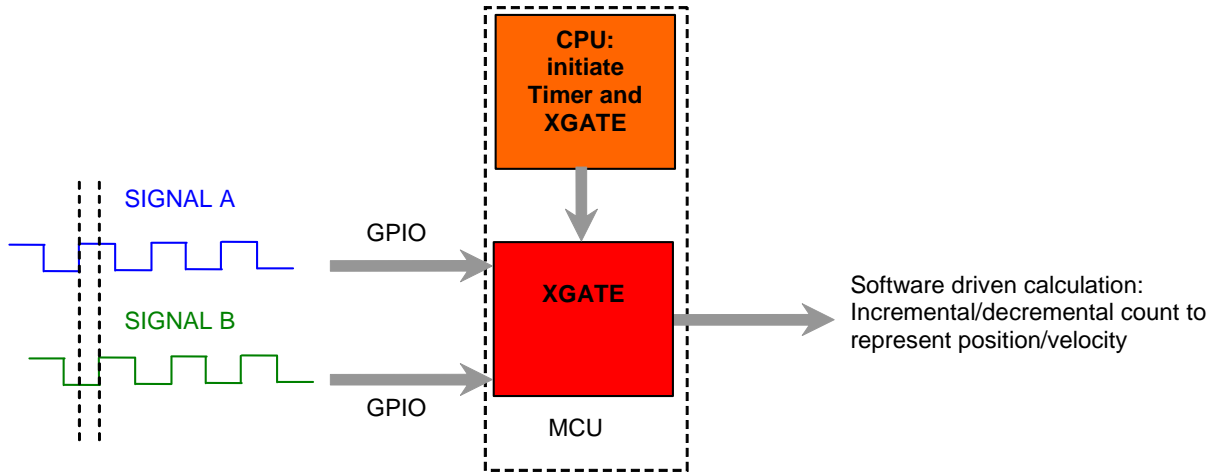 CPU:
initiate
Timer and
XGATE
SIGNAL A
GPIO
XGATE
Software driven calculation:
Incremental/decremental count to
represent position/velocity
SIGNAL B
GPIO
MCU